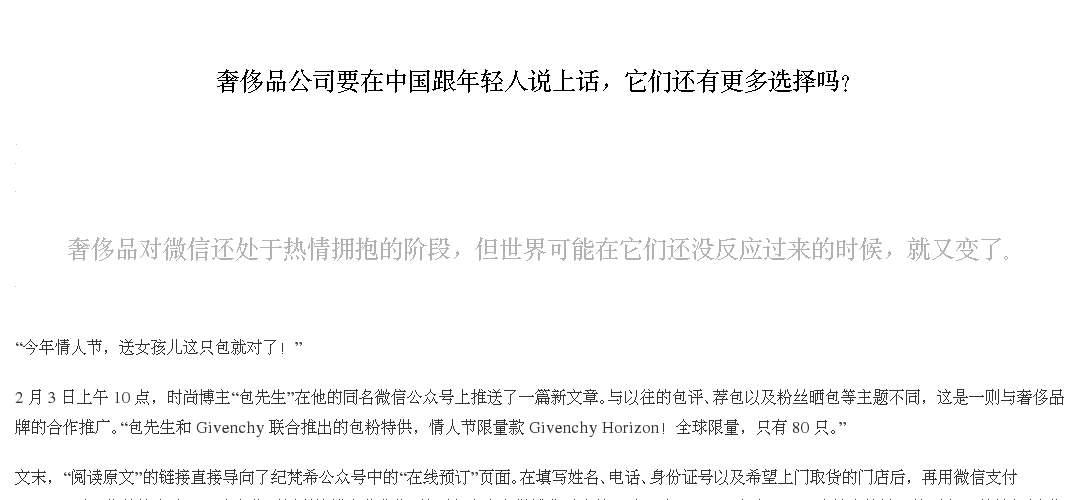 奢侈品公司要在中国跟年轻人说上话，它们还有更多选择吗？
奢侈品对微信还处于热情拥抱的阶段，但世界可能在它们还没反应过来的时候，就又变了。
“今年情人节，送女孩儿这只包就对了！”
2 月 3 日上午 10 点，时尚博主“包先生”在他的同名微信公众号上推送了一篇新文章。与以往的包评、荐包以及粉丝晒包等主题不同，这是一则与奢侈品
牌的合作推广。“包先生和 Givenchy 联合推出的包粉特供，情人节限量款 Givenchy Horizon！全球限量，只有 80 只。”
文末，“阅读原文”的链接直接导向了纪梵希公众号中的“在线预订”页面。在填写姓名、电话、身份证号以及希望上门取货的门店后，再用微信支付